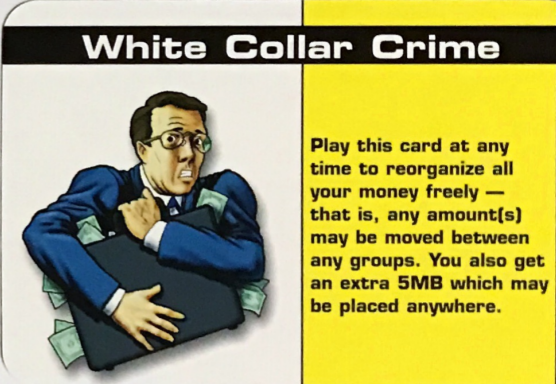 White Collar Crime
Play this card at any
time to reorganize all
your money freely —
that is, any amount(s)
may be moved between
any groups. You also get
an extra 5MB which may
be placed anywhere.